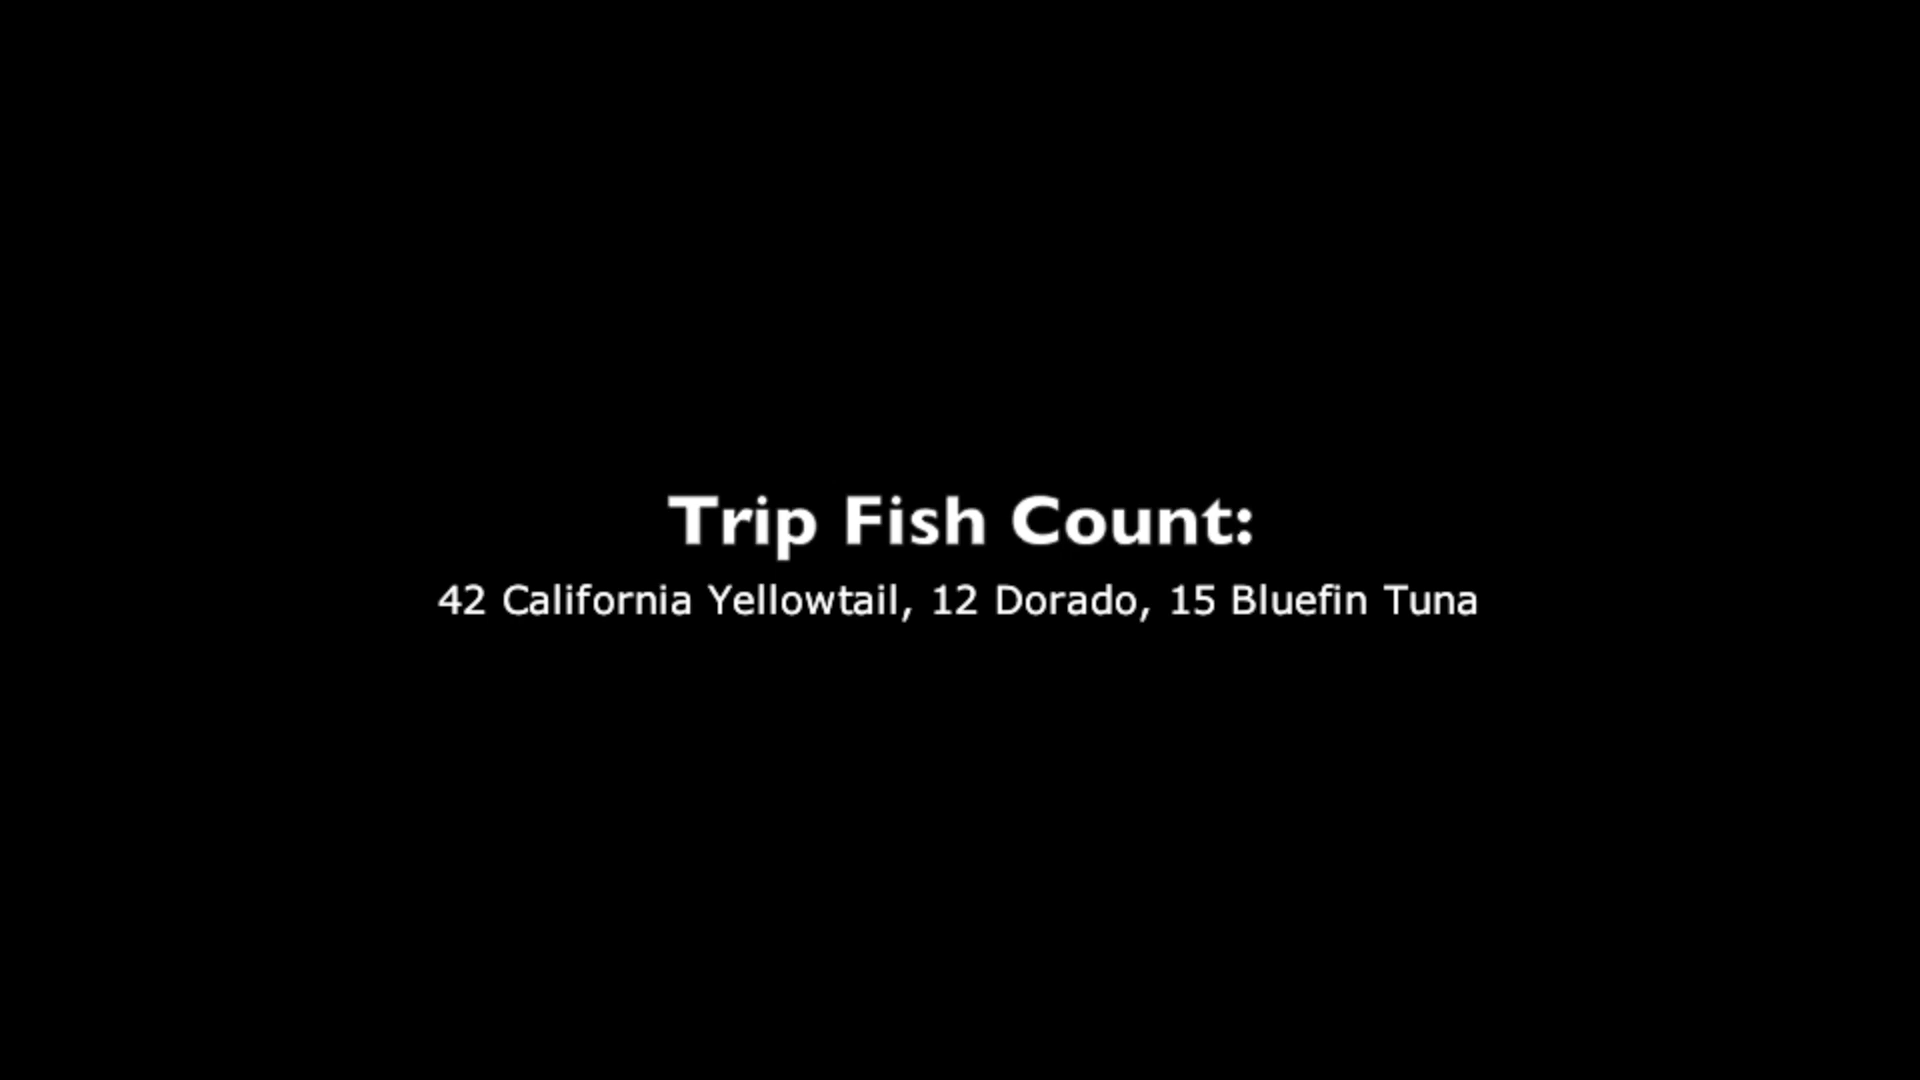 Trip Fish Count:
42 California Yellowtail, 12 Dorado, 15 Bluefin Tuna